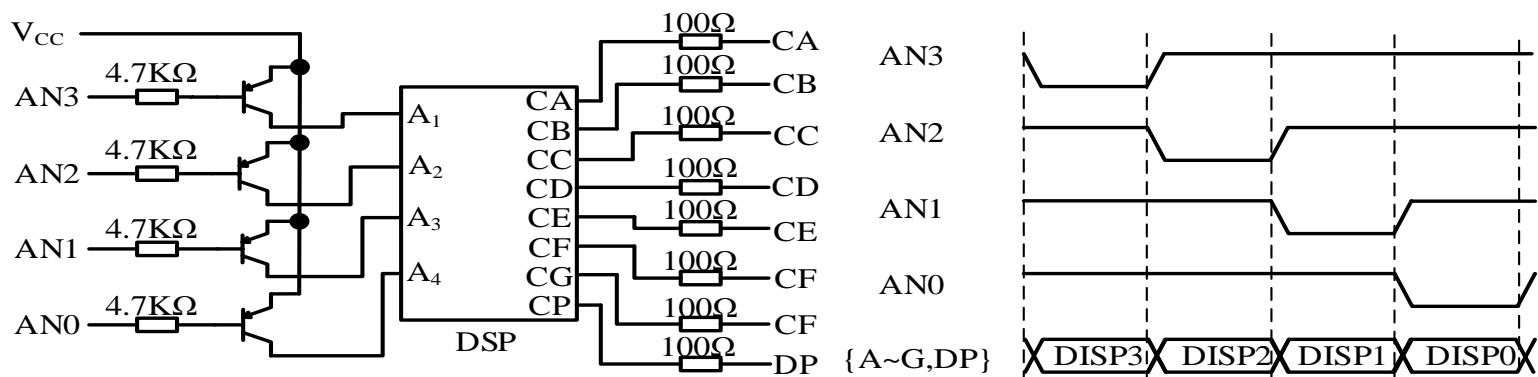 V_CC
4.7KΩ
AN3
4.7KΩ
AN2
4.7KΩ
AN1
4.7KΩ
AN0
A₁
A₂
A₃
A₄
CA
CB
CC
CD
CE
CF
CG
CP
DSP
100Ω
CA
100Ω
CB
100Ω
CC
100Ω
CD
100Ω
CE
100Ω
CF
100Ω
CF
100Ω
DP
AN3
AN2
AN1
AN0
{A~G,DP}
DISP3
DISP2
DISP1
DISP0